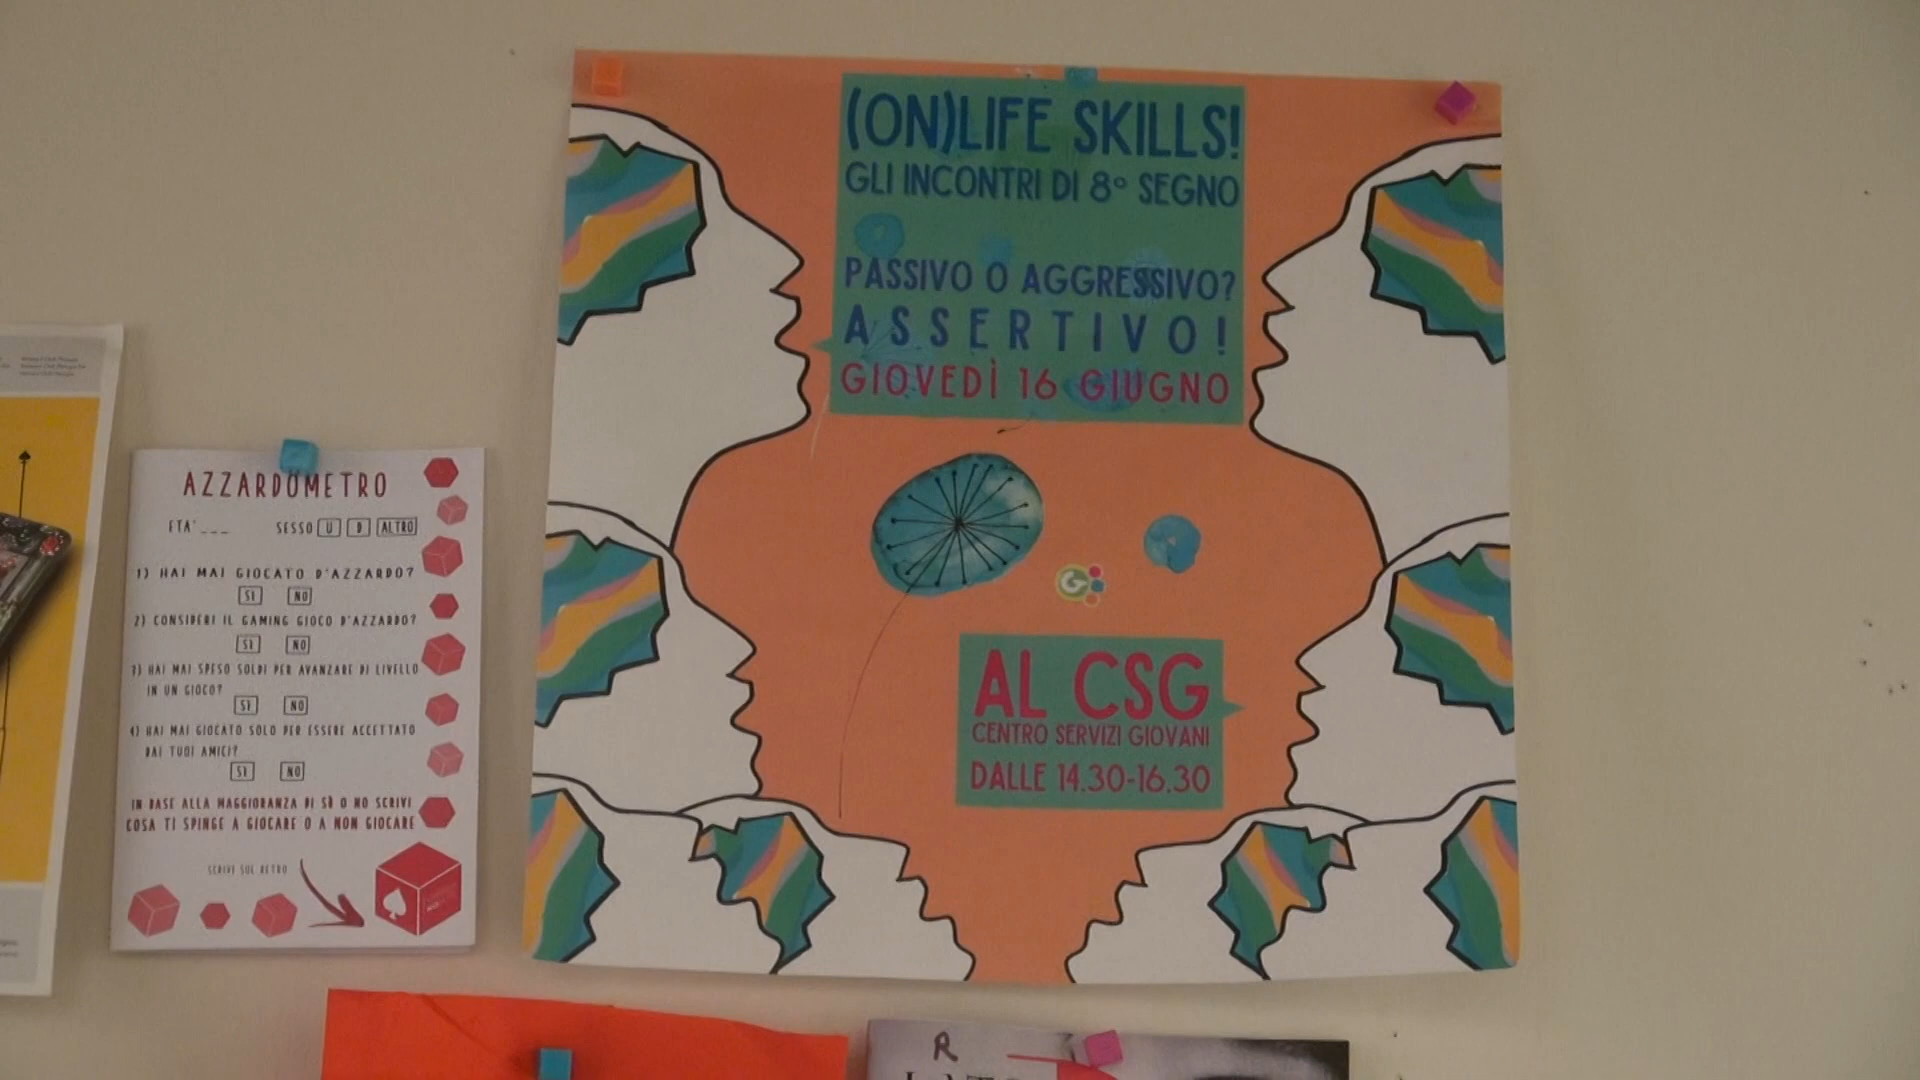 (ON)LIFE SKILLS!
GLI INCONTRI DI 8° SEGNO
PASSIVO O AGGRESSIVO?
ASSERTIVO!
GIOVEDÌ 16 GIUGNO
G
AL CSG
CENTRO SERVIZI GIOVANI
DALLE 14.30-16.30
AZZARDOMETRO
ETA' ___ SESSO U D ALTRO
1) HAI MAI GIOCATO D'AZZARDO?
SI NO
2) CONSIDERI IL GAMING GIOCO D'AZZARDO?
SI NO
3) HAI MAI SPESO SOLDI PER AVANZARE DI LIVELLO
IN UN GIOCO?
SI NO
4) HAI MAI GIOCATO SOLO PER ESSERE ACCETTATO
DAI TUOI AMICI?
SI NO
IN BASE ALLA MAGGIORANZA DI SÌ O NO SCRIVI
COSA TI SPINGE A GIOCARE O A NON GIOCARE
SCRIVI SUL RETRO
R